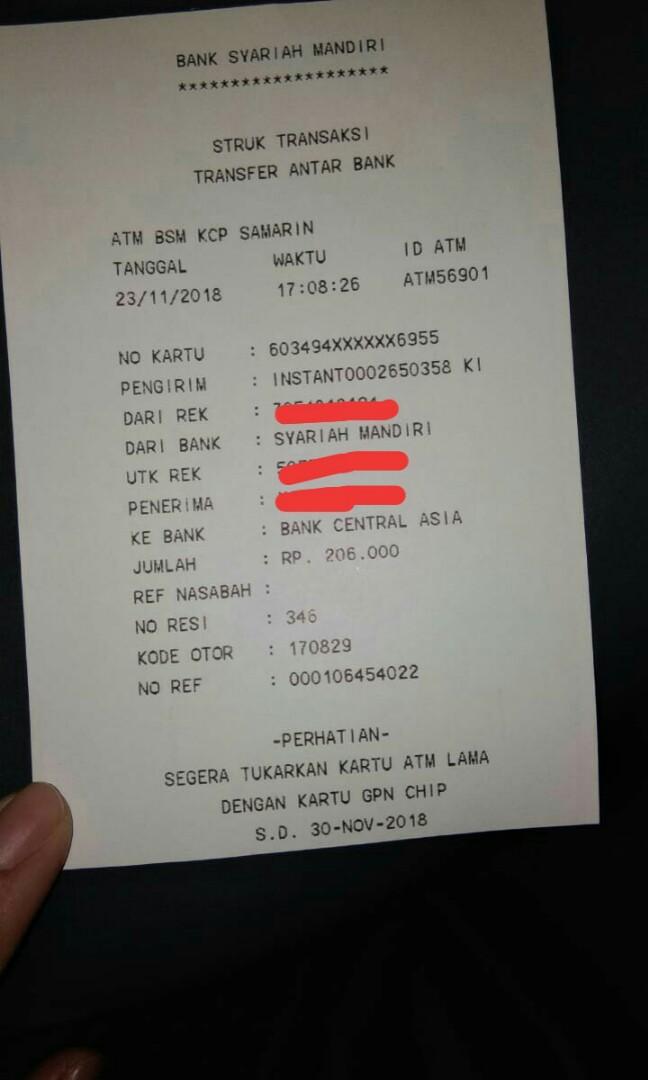 BANK SYARIAH MANDIRI
********************
STRUK TRANSAKSI
TRANSFER ANTAR BANK
ATM BSM KCP SAMARIN
TANGGAL WAKTU ID ATM
23/11/2018 17:08:26 ATM56901
NO KARTU : 603494XXXXXX6955
PENGIRIM : INSTANT0002650358 KI
DARI REK :
DARI BANK : SYARIAH MANDIRI
UTK REK :
PENERIMA :
KE BANK : BANK CENTRAL ASIA
JUMLAH : RP. 206.000
REF NASABAH :
NO RESI : 346
KODE OTOR : 170829
NO REF : 000106454022
-PERHATIAN-
SEGERA TUKARKAN KARTU ATM LAMA
DENGAN KARTU GPN CHIP
S.D. 30-NOV-2018